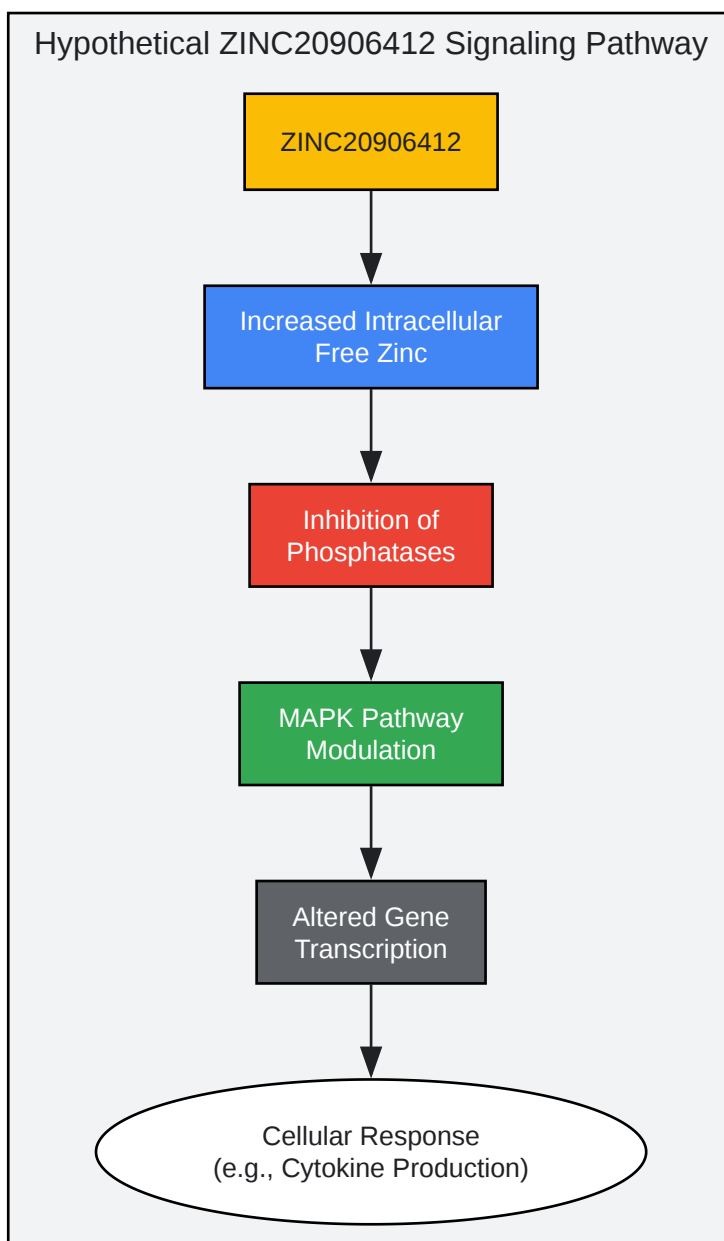 Hypothetical ZINC20906412 Signaling Pathway
ZINC20906412
Increased Intracellular
Free Zinc
Inhibition of
Phosphatases
MAPK Pathway
Modulation
Altered Gene
Transcription
Cellular Response
(e.g., Cytokine Production)